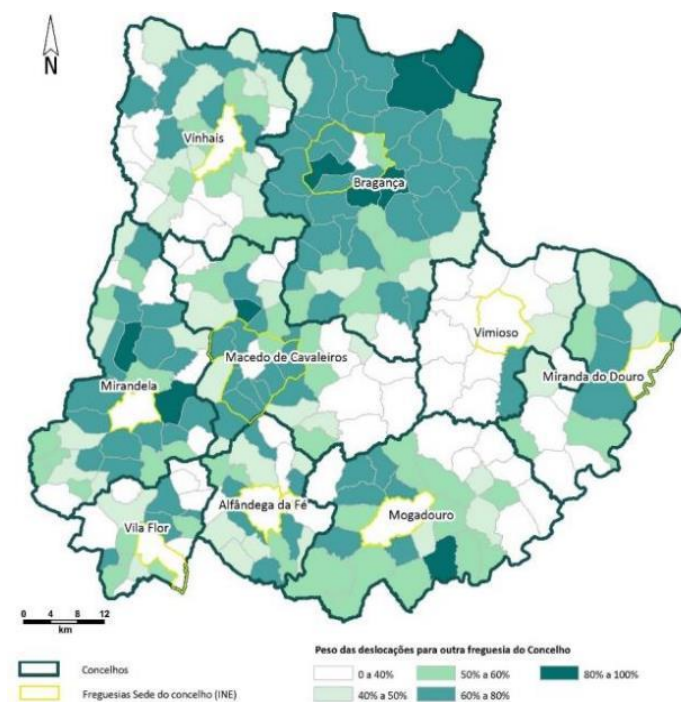 N
Vinhais
Bragança
Vimioso
Macedo de Cavaleiros
Miranda do Douro
Mirandela
Alfândega da Fé
Mogadouro
Vila Flor
0 4 8 12
km
Peso das deslocações para outra freguesia do Concelho
Concelhos
0 a 40%
50% a 60%
80% a 100%
Freguesias Sede do concelho (INE)
40% a 50%
60% a 80%